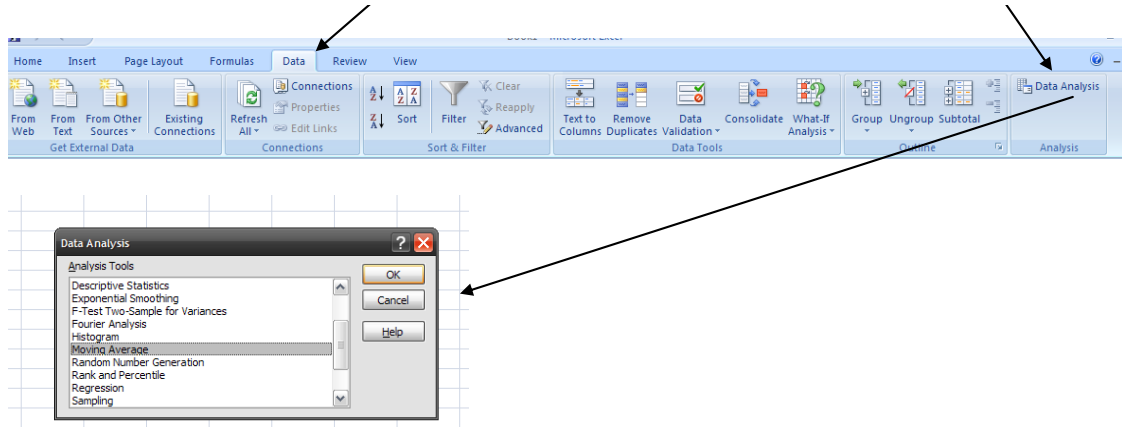 Home Insert Page Layout Formulas Data Review View
Connections Clear Data Analysis
Properties Reapply
Edit Links Advanced
From Web From Text From Other Sources Existing Connections Refresh All Sort Filter Text to Columns Remove Duplicates Data Validation Consolidate What-If Analysis Group Ungroup Subtotal
Get External Data Connections Sort & Filter Data Tools Outline Analysis
Data Analysis
Analysis Tools
Descriptive Statistics
Exponential Smoothing
F-Test Two-Sample for Variances
Fourier Analysis
Histogram
Moving Average
Random Number Generation
Rank and Percentile
Regression
Sampling
OK
Cancel
Help